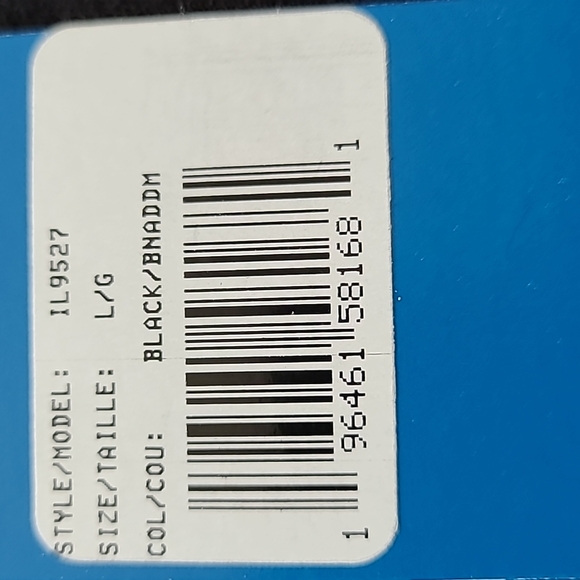 STYLE/MODEL: IL9527
SIZE/TAILLE: L/G
COL/COU: BLACK/BNADDM
1 96461 58168 1